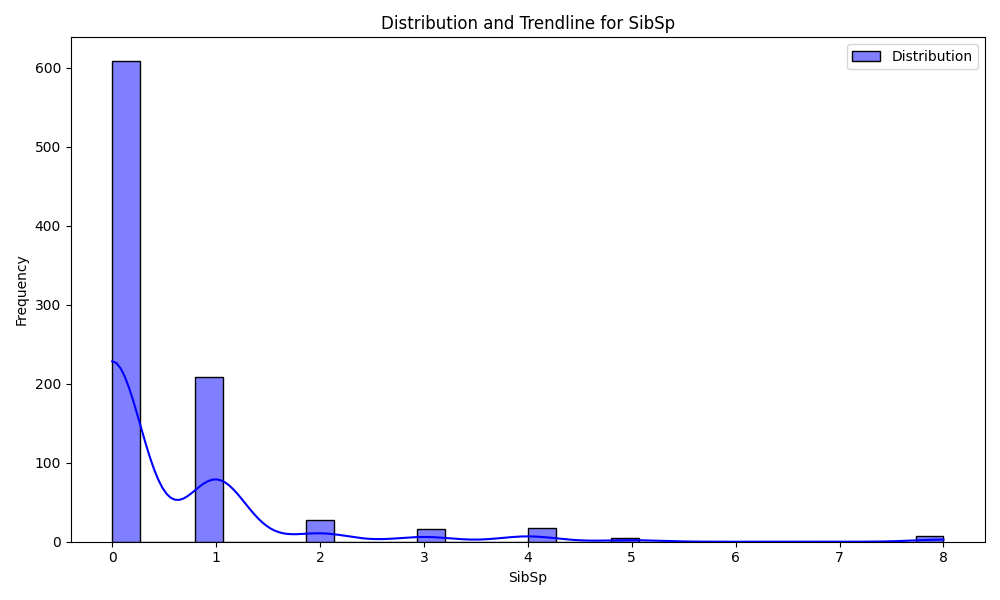 Distribution and Trendline for SibSp
Distribution
600
500
400
300
200
100
0
Frequency
0 1 2 3 4 5 6 7 8
SibSp